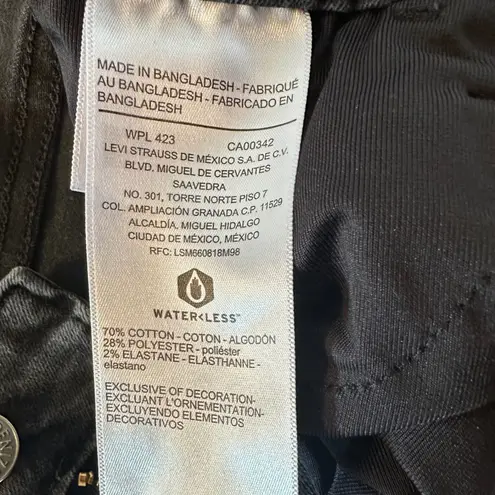 MADE IN BANGLADESH - FABRIQUÉ
AU BANGLADESH - FABRICADO EN
BANGLADESH
WPL 423 CA00342
LEVI STRAUSS DE MÉXICO S.A. DE C.V.
BLVD. MIGUEL DE CERVANTES
SAAVEDRA
NO. 301, TORRE NORTE PISO 7
COL. AMPLIACIÓN GRANADA C.P. 11529
ALCALDÍA. MIGUEL HIDALGO
CIUDAD DE MÉXICO, MÉXICO
RFC: LSM660818M98
WATER<LESS™
70% COTTON - COTON - ALGODÓN
28% POLYESTER - poliéster
2% ELASTANE - ELASTHANNE -
elastano
EXCLUSIVE OF DECORATION-
EXCLUANT L'ORNEMENTATION-
EXCLUYENDO ELEMENTOS
DECORATIVOS